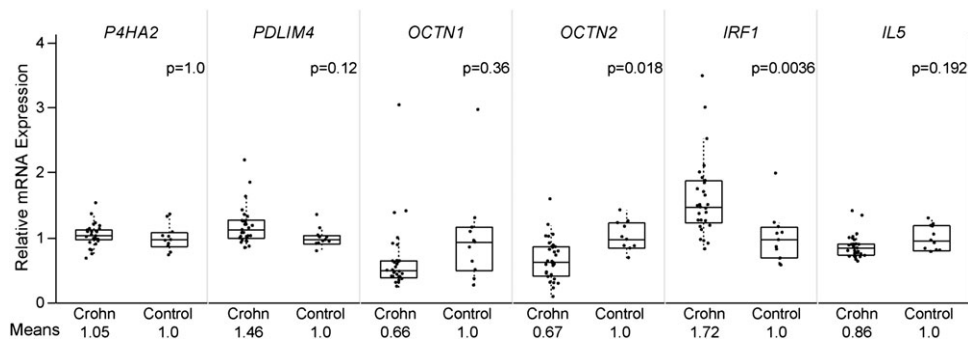 P4HA2 PDLIM4 OCTN1 OCTN2 IRF1 IL5
p=1.0 p=0.12 p=0.36 p=0.018 p=0.0036 p=0.192
Relative mRNA Expression
4
3
2
1
0
Crohn Control Crohn Control Crohn Control Crohn Control Crohn Control Crohn Control
Means 1.05 1.0 1.46 1.0 0.66 1.0 0.67 1.0 1.72 1.0 0.86 1.0